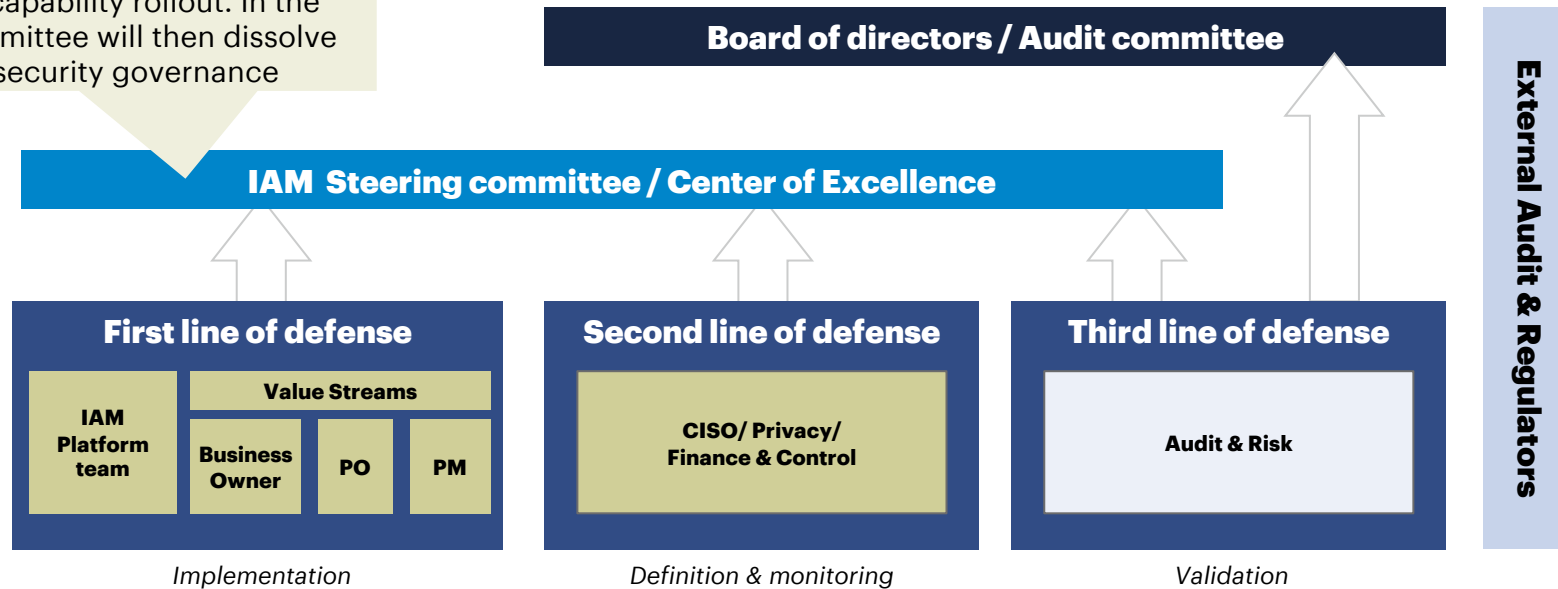 capability rollout. In the
mmittee will then dissolve
security governance
Board of directors / Audit committee
External Audit & Regulators
IAM Steering committee / Center of Excellence
First line of defense
IAM
Platform
team
Value Streams
Business
Owner
PO
PM
Implementation
Second line of defense
CISO/ Privacy/
Finance & Control
Definition & monitoring
Third line of defense
Audit & Risk
Validation